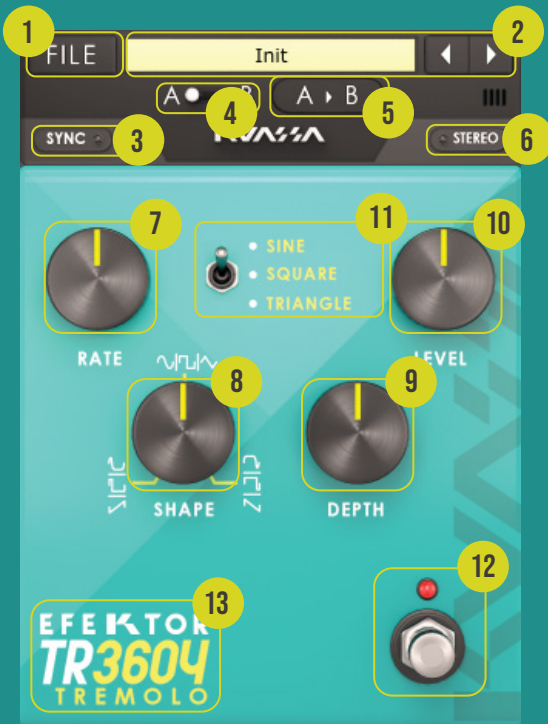 1
FILE
Init
2
A B
4
A B
5
SYNC
3
KUASSA
STEREO
6
7
RATE
11
SINE
SQUARE
TRIANGLE
10
LEVEL
8
SHAPE
9
DEPTH
12
13
EFEKTOR
TR3604
TREMOLO